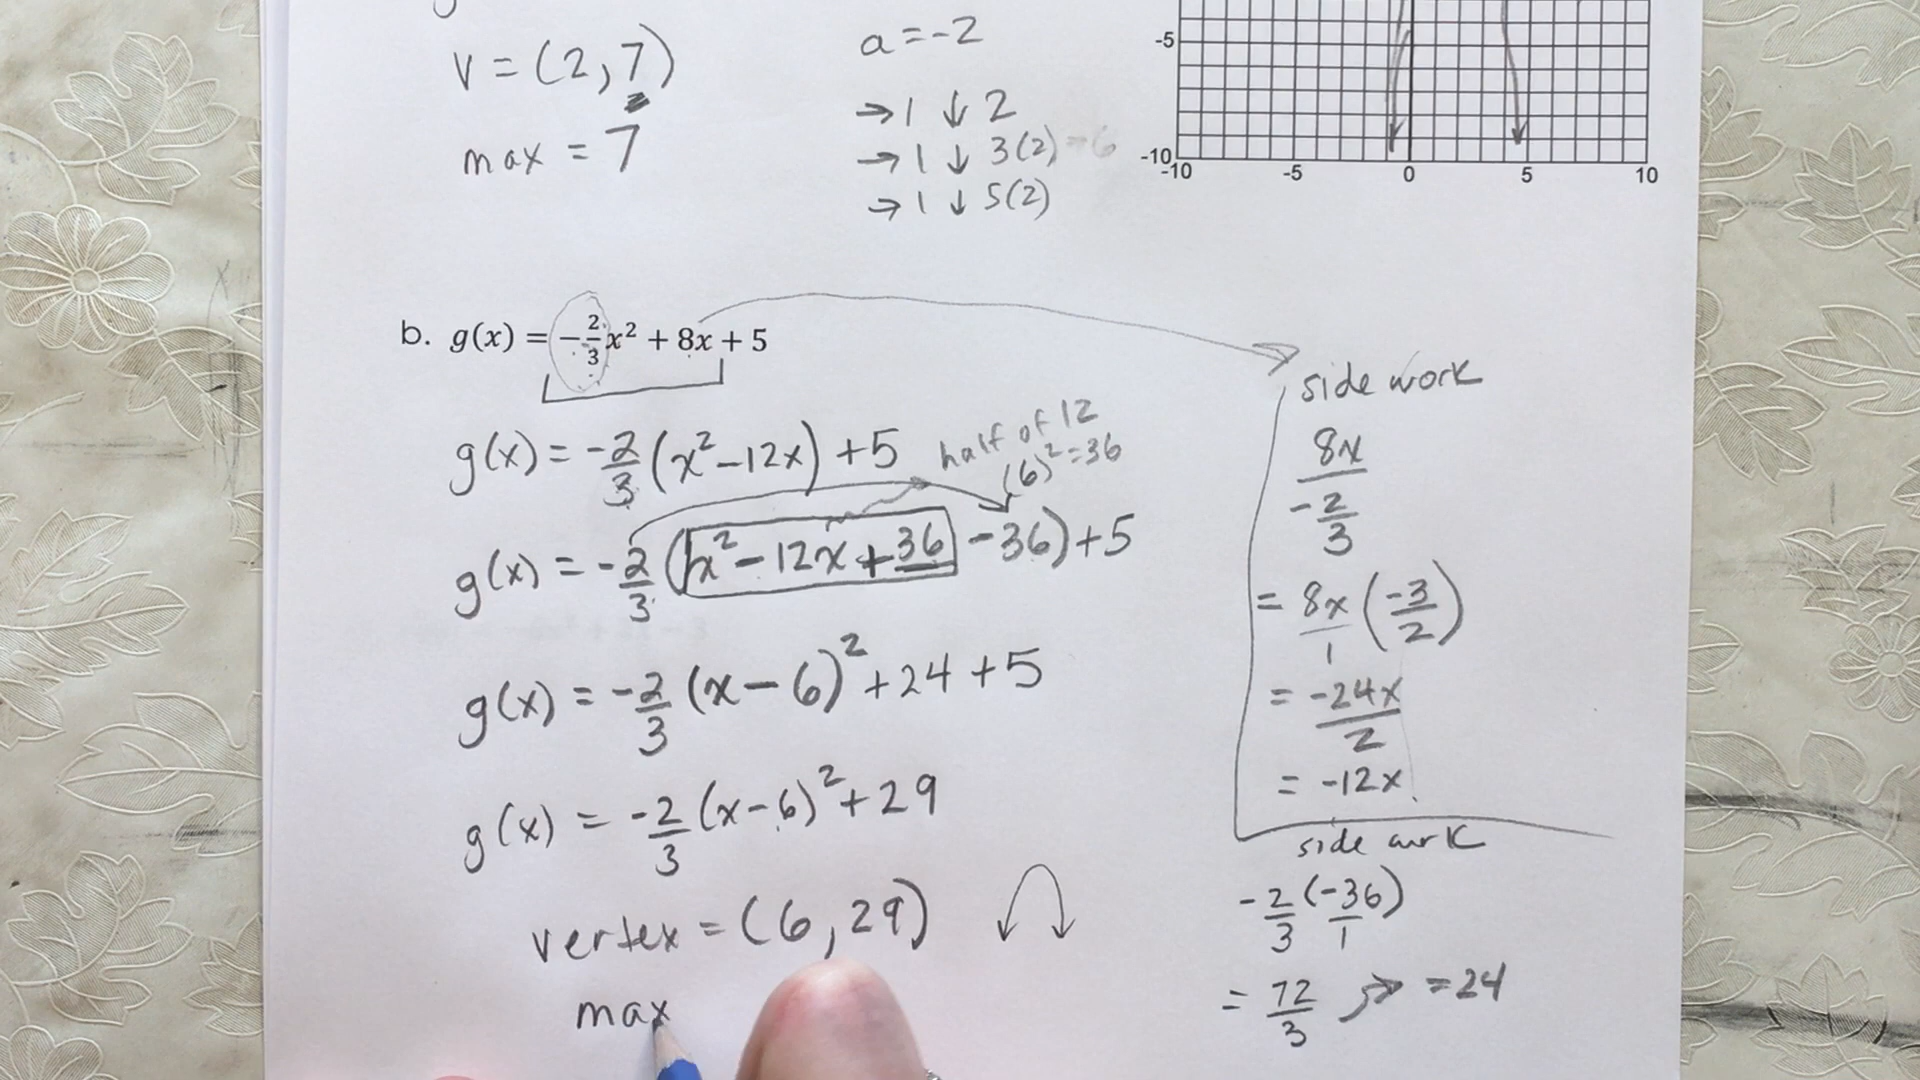 v = (2, 7)
max = 7
a = -2
→ 1 ↓ 2
→ 1 ↓ 3(2) = 6
→ 1 ↓ 5(2)
-5
-10
-10 -5 0 5 10
b. g(x) = -2/3x² + 8x + 5
g(x) = -2/3 (x² - 12x) + 5
half of 12
(6)² = 36
g(x) = -2/3 (x² - 12x + 36 - 36) + 5
g(x) = -2/3 (x - 6)² + 24 + 5
g(x) = -2/3 (x - 6)² + 29
vertex = (6, 29)
max
side work
8x / -2/3
= 8x/1 (-3/2)
= -24x/2
= -12x
side work
-2/3 (-36/1)
= 72/3 → = 24